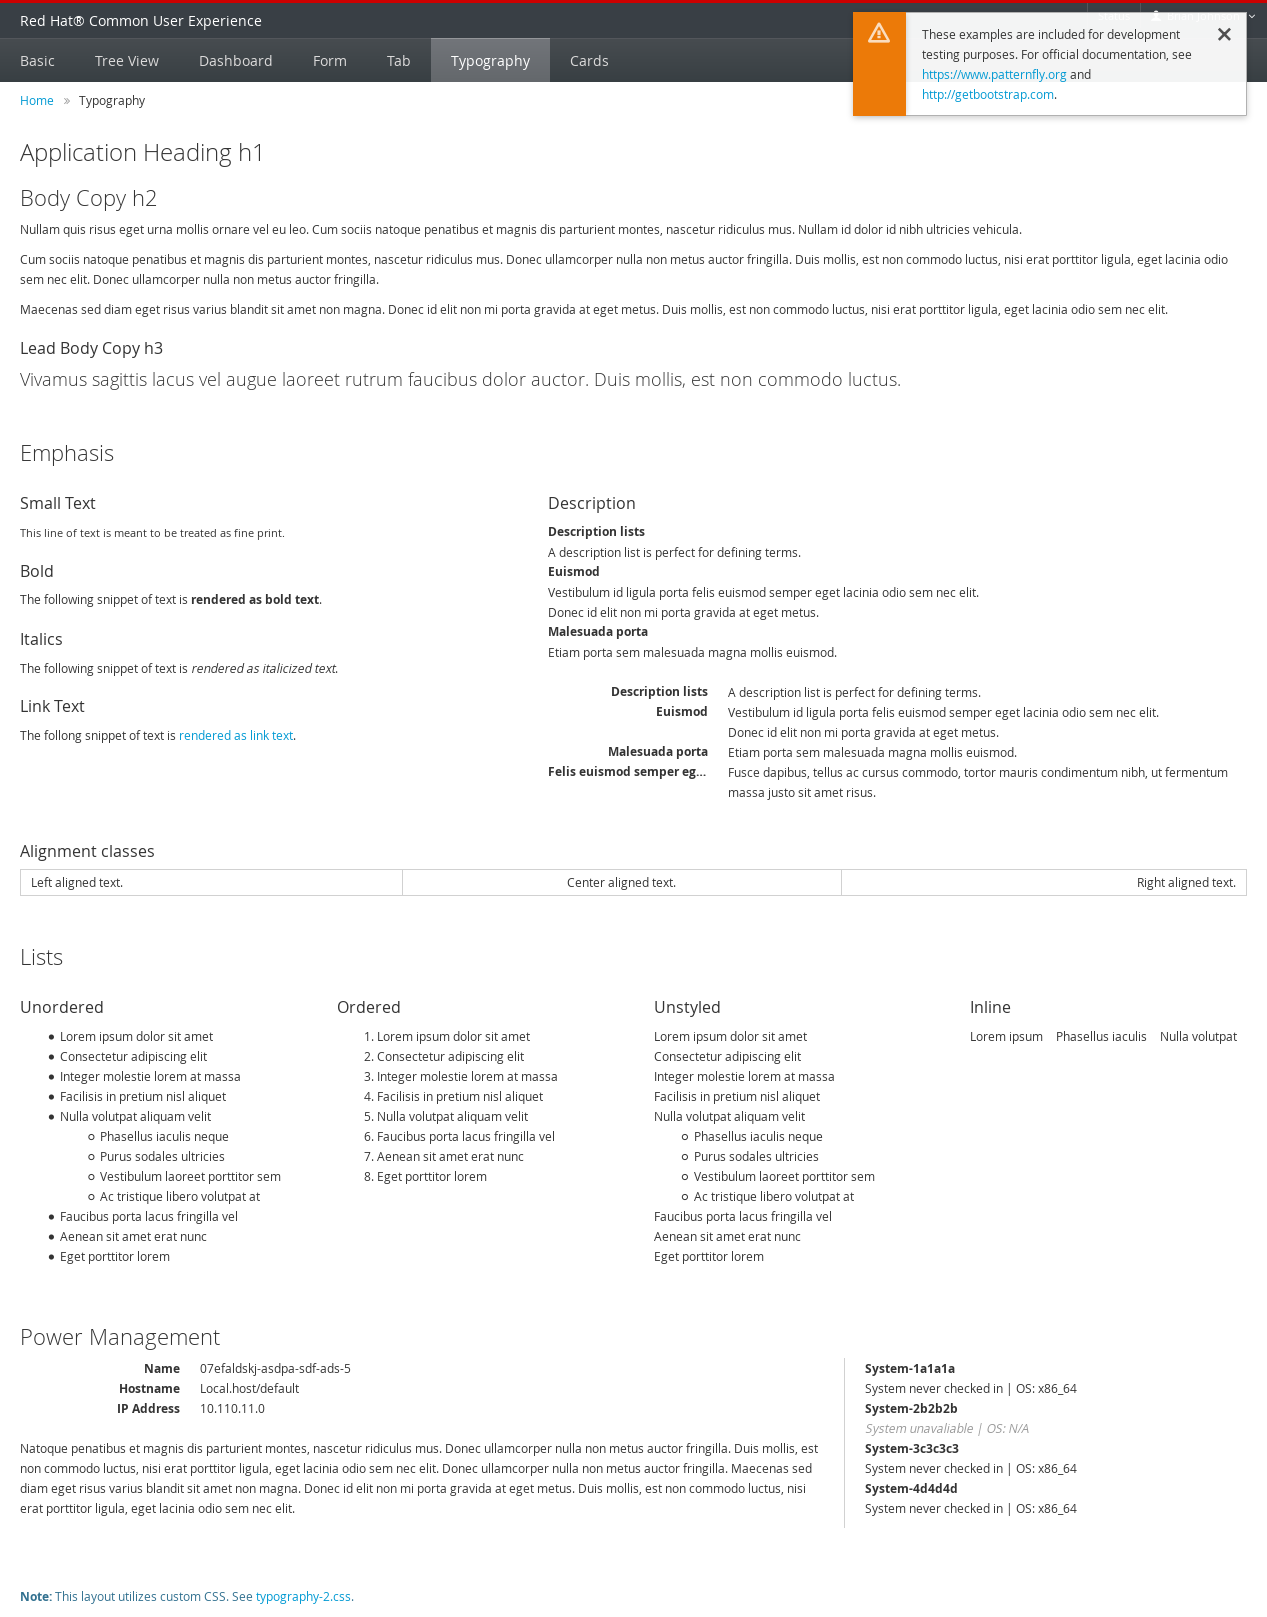 Red Hat® Common User Experience
Status
Brian Johnson
Basic Tree View Dashboard Form Tab Typography Cards
These examples are included for development
testing purposes. For official documentation, see
https://www.patternfly.org and
http://getbootstrap.com.
Home » Typography
Application Heading h1
Body Copy h2
Nullam quis risus eget urna mollis ornare vel eu leo. Cum sociis natoque penatibus et magnis dis parturient montes, nascetur ridiculus mus. Nullam id dolor id nibh ultricies vehicula.
Cum sociis natoque penatibus et magnis dis parturient montes, nascetur ridiculus mus. Donec ullamcorper nulla non metus auctor fringilla. Duis mollis, est non commodo luctus, nisi erat porttitor ligula, eget lacinia odio
sem nec elit. Donec ullamcorper nulla non metus auctor fringilla.
Maecenas sed diam eget risus varius blandit sit amet non magna. Donec id elit non mi porta gravida at eget metus. Duis mollis, est non commodo luctus, nisi erat porttitor ligula, eget lacinia odio sem nec elit.
Lead Body Copy h3
Vivamus sagittis lacus vel augue laoreet rutrum faucibus dolor auctor. Duis mollis, est non commodo luctus.
Emphasis
Small Text
This line of text is meant to be treated as fine print.
Bold
The following snippet of text is rendered as bold text.
Italics
The following snippet of text is rendered as italicized text.
Link Text
The follong snippet of text is rendered as link text.
Description
Description lists
A description list is perfect for defining terms.
Euismod
Vestibulum id ligula porta felis euismod semper eget lacinia odio sem nec elit.
Donec id elit non mi porta gravida at eget metus.
Malesuada porta
Etiam porta sem malesuada magna mollis euismod.
Description lists A description list is perfect for defining terms.
Euismod Vestibulum id ligula porta felis euismod semper eget lacinia odio sem nec elit.
Donec id elit non mi porta gravida at eget metus.
Malesuada porta Etiam porta sem malesuada magna mollis euismod.
Felis euismod semper eg... Fusce dapibus, tellus ac cursus commodo, tortor mauris condimentum nibh, ut fermentum
massa justo sit amet risus.
Alignment classes
Left aligned text. Center aligned text. Right aligned text.
Lists
Unordered
Lorem ipsum dolor sit amet
Consectetur adipiscing elit
Integer molestie lorem at massa
Facilisis in pretium nisl aliquet
Nulla volutpat aliquam velit
Phasellus iaculis neque
Purus sodales ultricies
Vestibulum laoreet porttitor sem
Ac tristique libero volutpat at
Faucibus porta lacus fringilla vel
Aenean sit amet erat nunc
Eget porttitor lorem
Ordered
1. Lorem ipsum dolor sit amet
2. Consectetur adipiscing elit
3. Integer molestie lorem at massa
4. Facilisis in pretium nisl aliquet
5. Nulla volutpat aliquam velit
6. Faucibus porta lacus fringilla vel
7. Aenean sit amet erat nunc
8. Eget porttitor lorem
Unstyled
Lorem ipsum dolor sit amet
Consectetur adipiscing elit
Integer molestie lorem at massa
Facilisis in pretium nisl aliquet
Nulla volutpat aliquam velit
Phasellus iaculis neque
Purus sodales ultricies
Vestibulum laoreet porttitor sem
Ac tristique libero volutpat at
Faucibus porta lacus fringilla vel
Aenean sit amet erat nunc
Eget porttitor lorem
Inline
Lorem ipsum Phasellus iaculis Nulla volutpat
Power Management
Name 07efaldskj-asdpa-sdf-ads-5
Hostname Local.host/default
IP Address 10.110.11.0
Natoque penatibus et magnis dis parturient montes, nascetur ridiculus mus. Donec ullamcorper nulla non metus auctor fringilla. Duis mollis, est
non commodo luctus, nisi erat porttitor ligula, eget lacinia odio sem nec elit. Donec ullamcorper nulla non metus auctor fringilla. Maecenas sed
diam eget risus varius blandit sit amet non magna. Donec id elit non mi porta gravida at eget metus. Duis mollis, est non commodo luctus, nisi
erat porttitor ligula, eget lacinia odio sem nec elit.
System-1a1a1a
System never checked in | OS: x86_64
System-2b2b2b
System unavaliable | OS: N/A
System-3c3c3c3
System never checked in | OS: x86_64
System-4d4d4d
System never checked in | OS: x86_64
Note: This layout utilizes custom CSS. See typography-2.css.